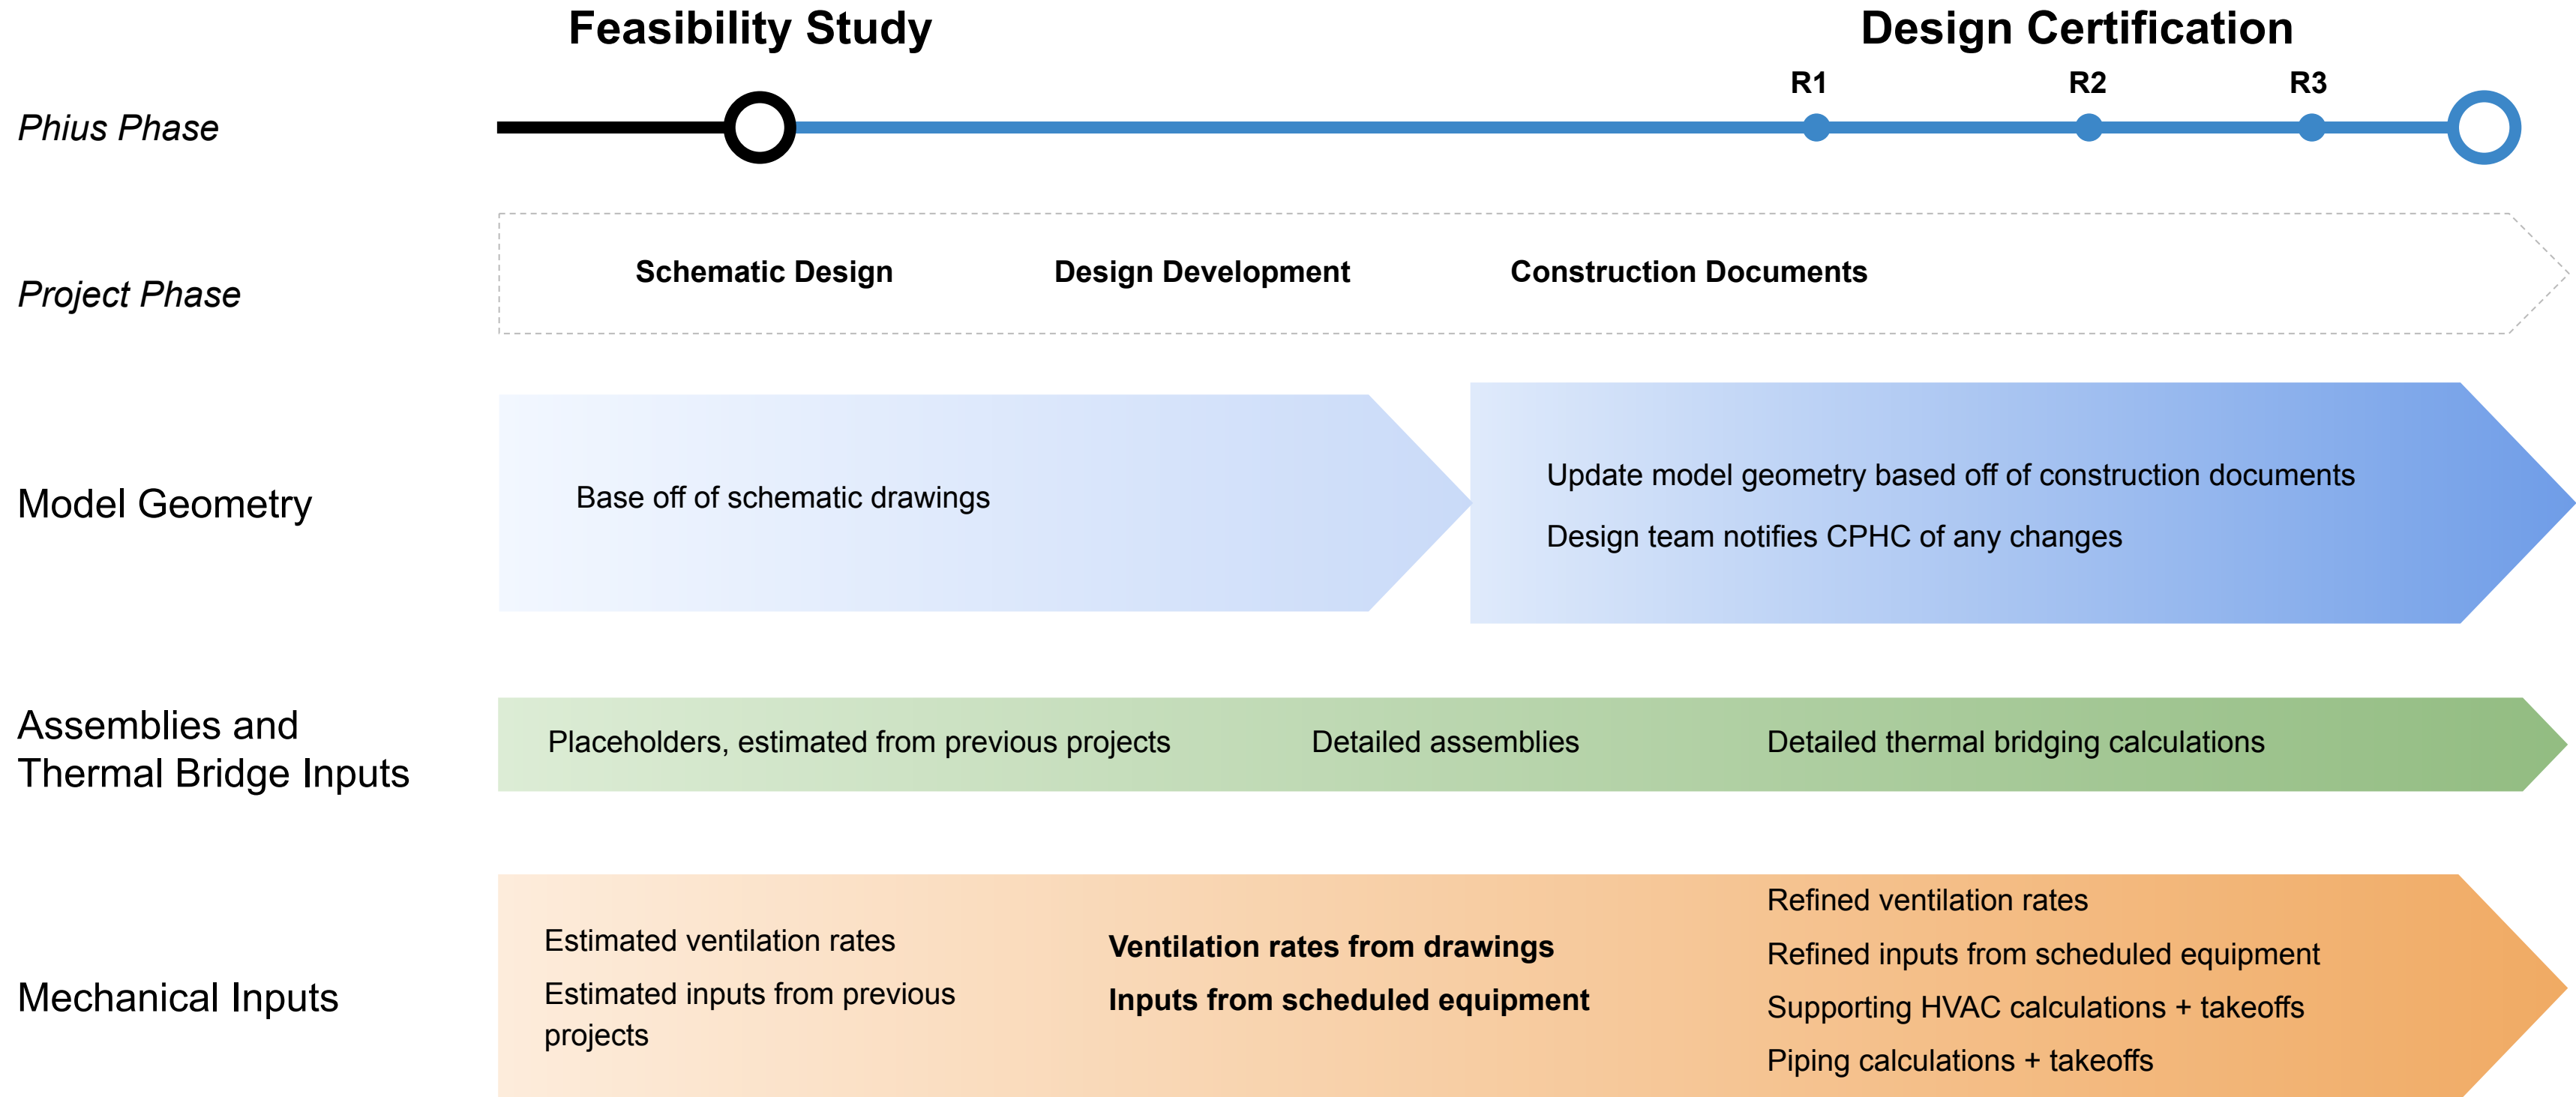 Feasibility Study
Design Certification
R1
R2
R3
Phius Phase
Schematic Design
Design Development
Construction Documents
Project Phase
Model Geometry
Base off of schematic drawings
Update model geometry based off of construction documents
Design team notifies CPHC of any changes
Assemblies and
Thermal Bridge Inputs
Placeholders, estimated from previous projects
Detailed assemblies
Detailed thermal bridging calculations
Mechanical Inputs
Estimated ventilation rates
Estimated inputs from previous
projects
Ventilation rates from drawings
Inputs from scheduled equipment
Refined ventilation rates
Refined inputs from scheduled equipment
Supporting HVAC calculations + takeoffs
Piping calculations + takeoffs